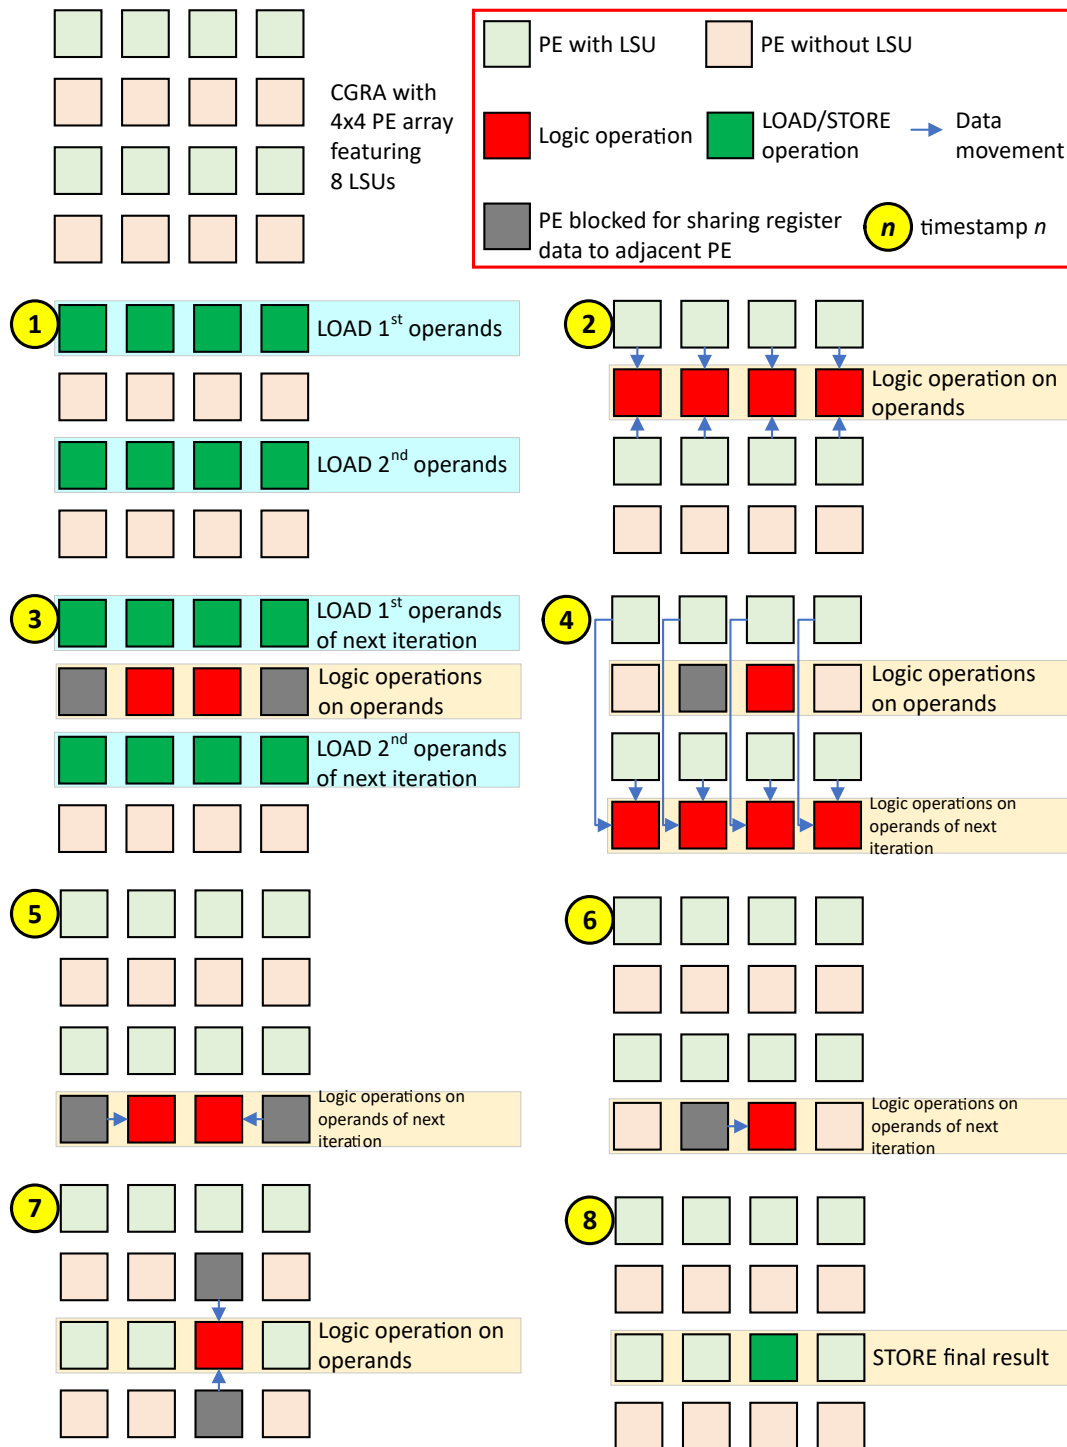 CGRA with
4x4 PE array
featuring
8 LSUs
PE with LSU
PE without LSU
Logic operation
LOAD/STORE
operation
Data
movement
PE blocked for sharing register
data to adjacent PE
n
timestamp n
1
LOAD 1st operands
LOAD 2nd operands
2
Logic operation on
operands
3
LOAD 1st operands
of next iteration
Logic operations
on operands
LOAD 2nd operands
of next iteration
4
Logic operations
on operands
Logic operations on
operands of next
iteration
5
Logic operations on
operands of next
iteration
6
Logic operations on
operands of next
iteration
7
Logic operation on
operands
8
STORE final result